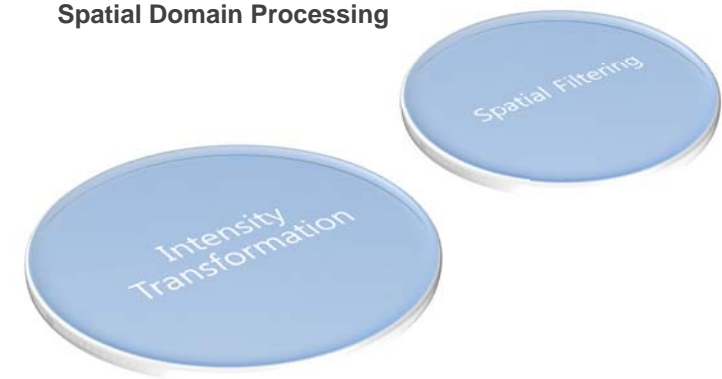 Spatial Domain Processing
Spatial Filtering
Intensity
Transformation